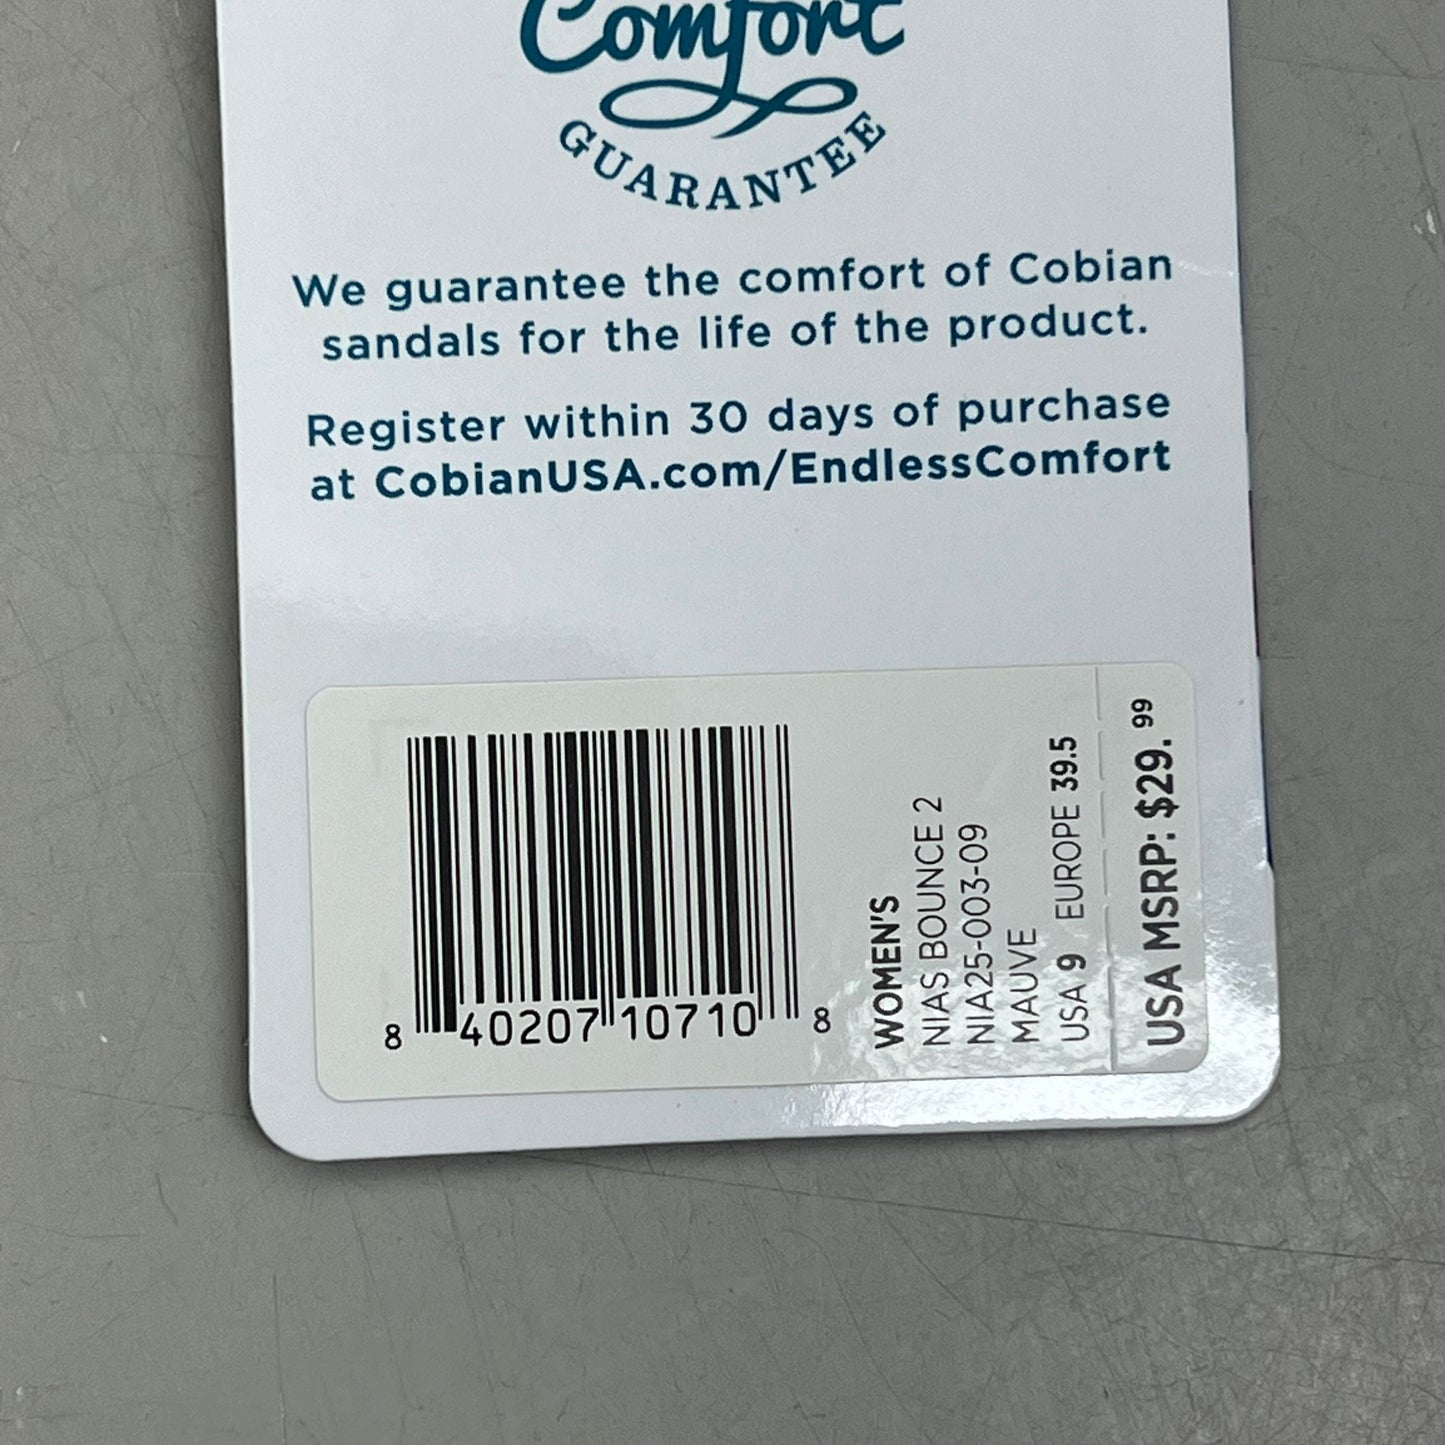 Comfort
GUARANTEE
We guarantee the comfort of Cobian
sandals for the life of the product.
Register within 30 days of purchase
at CobianUSA.com/EndlessComfort
8 40207 10710 8
WOMEN'S
NIAS BOUNCE 2
NIA25-003-09
MAUVE
USA 9 EUROPE 39.5
USA MSRP: $29.99